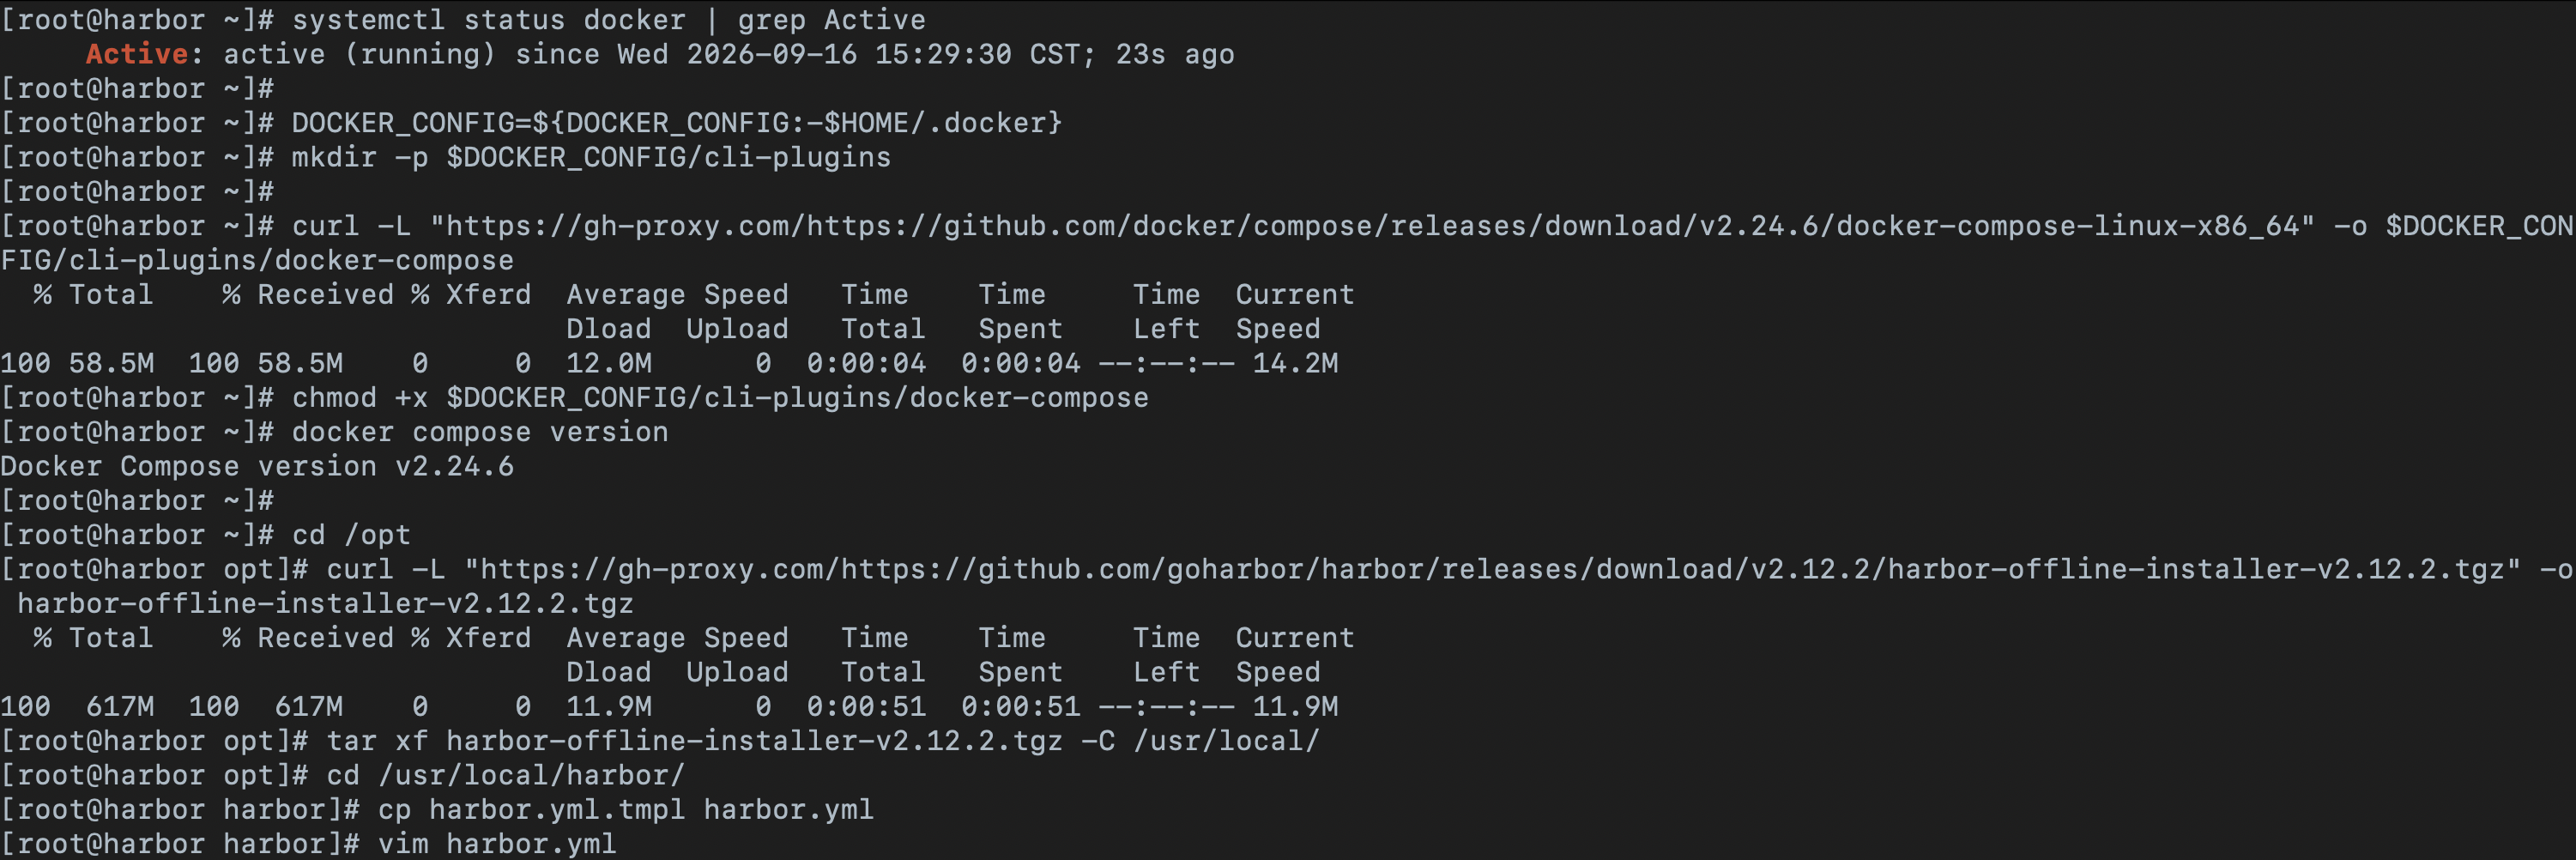 [root@harbor ~]# systemctl status docker | grep Active
     Active: active (running) since Wed 2026-09-16 15:29:30 CST; 23s ago
[root@harbor ~]#
[root@harbor ~]# DOCKER_CONFIG=${DOCKER_CONFIG:-$HOME/.docker}
[root@harbor ~]# mkdir -p $DOCKER_CONFIG/cli-plugins
[root@harbor ~]#
[root@harbor ~]# curl -L "https://gh-proxy.com/https://github.com/docker/compose/releases/download/v2.24.6/docker-compose-linux-x86_64" -o $DOCKER_CON
FIG/cli-plugins/docker-compose
  % Total    % Received % Xferd  Average Speed   Time    Time     Time  Current
                                 Dload  Upload   Total   Spent    Left  Speed
100 58.5M  100 58.5M    0     0  12.0M      0  0:00:04  0:00:04 --:--:-- 14.2M
[root@harbor ~]# chmod +x $DOCKER_CONFIG/cli-plugins/docker-compose
[root@harbor ~]# docker compose version
Docker Compose version v2.24.6
[root@harbor ~]#
[root@harbor ~]# cd /opt
[root@harbor opt]# curl -L "https://gh-proxy.com/https://github.com/goharbor/harbor/releases/download/v2.12.2/harbor-offline-installer-v2.12.2.tgz" -o
 harbor-offline-installer-v2.12.2.tgz
  % Total    % Received % Xferd  Average Speed   Time    Time     Time  Current
                                 Dload  Upload   Total   Spent    Left  Speed
100  617M  100  617M    0     0  11.9M      0  0:00:51  0:00:51 --:--:-- 11.9M
[root@harbor opt]# tar xf harbor-offline-installer-v2.12.2.tgz -C /usr/local/
[root@harbor opt]# cd /usr/local/harbor/
[root@harbor harbor]# cp harbor.yml.tmpl harbor.yml
[root@harbor harbor]# vim harbor.yml